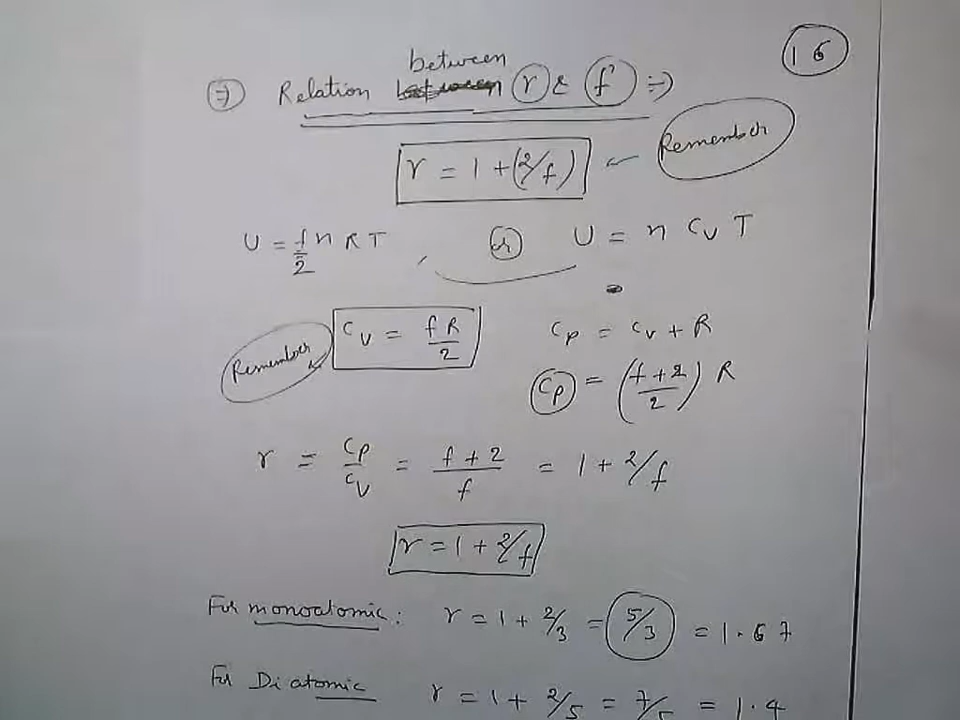 16
⇒ Relation between γ & f ⇒
γ = 1 + (2/f) ← Remember
U = f/2 n R T , or U = n Cv T
Remember Cv = fR/2
Cp = Cv + R
Cp = (f+2/2) R
γ = Cp/Cv = f+2/f = 1 + 2/f
γ = 1 + 2/f
For monoatomic : γ = 1 + 2/3 = 5/3 = 1.67
For Diatomic γ = 1 + 2/5 = 7/5 = 1.4